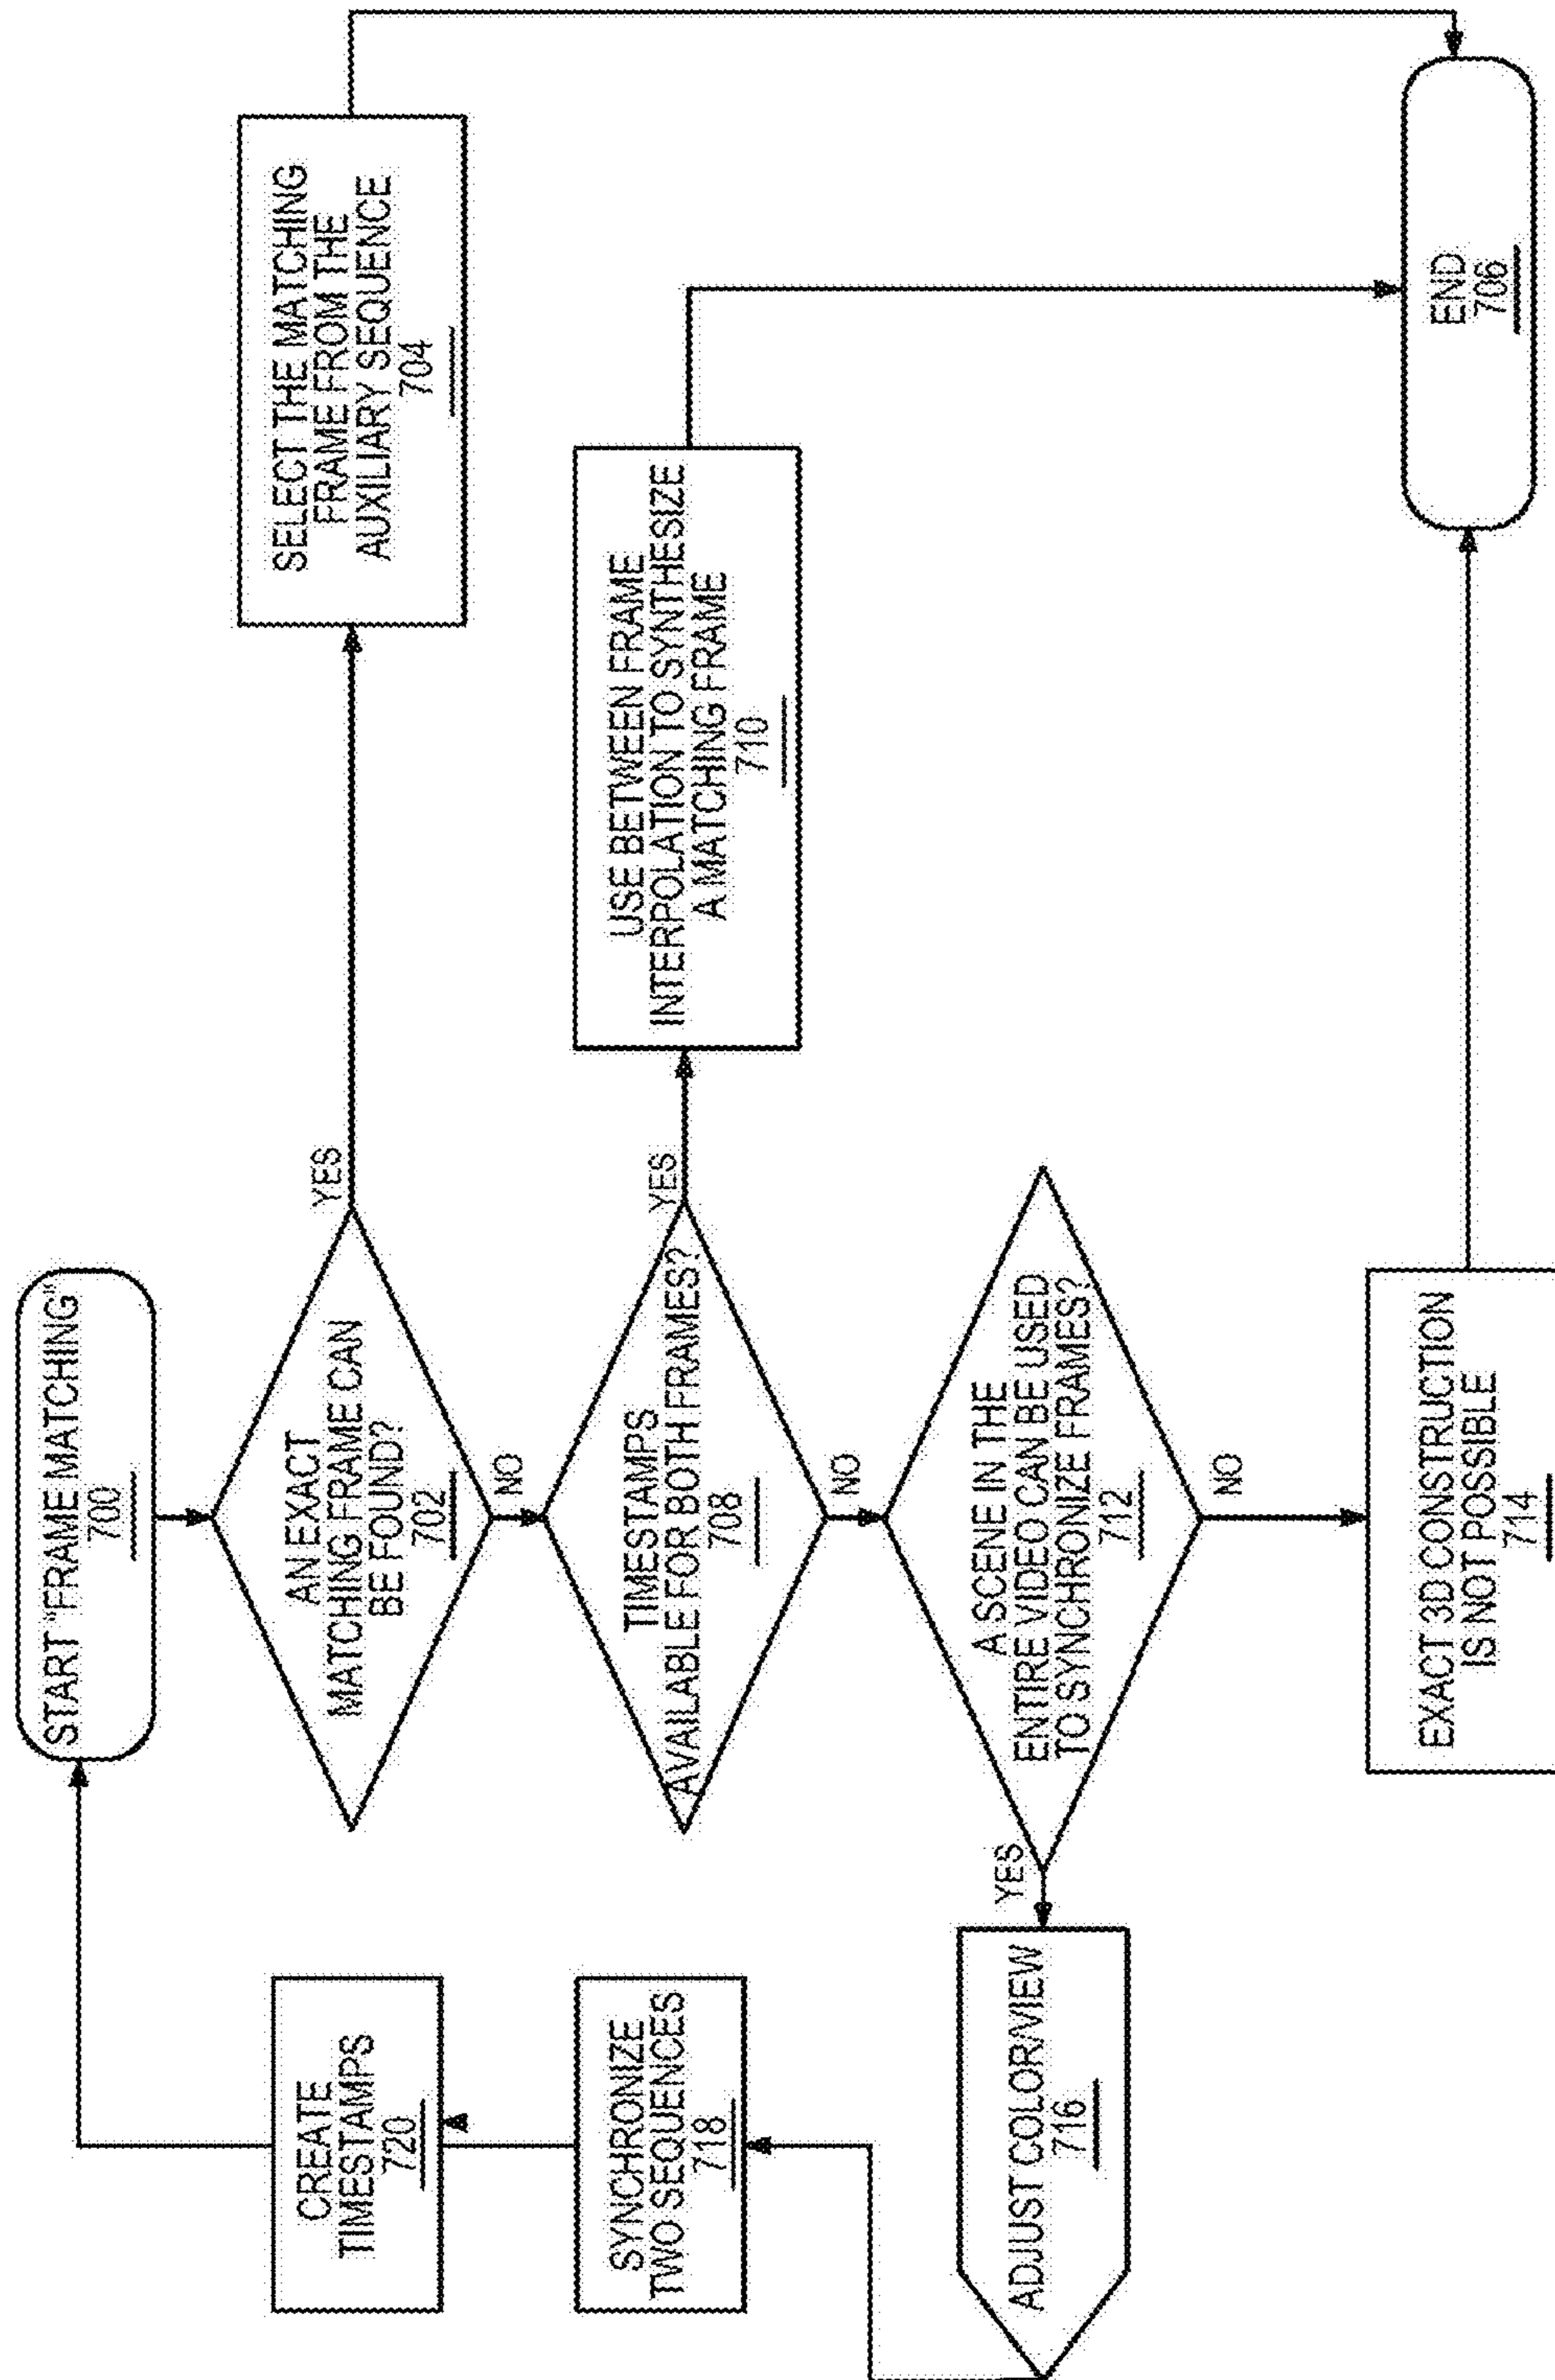 START "FRAME MATCHING"
700
AN EXACT
MATCHING FRAME CAN
BE FOUND?
702
YES
SELECT THE MATCHING
FRAME FROM THE
AUXILIARY SEQUENCE
704
NO
TIMESTAMPS
AVAILABLE FOR BOTH FRAMES?
708
YES
USE BETWEEN FRAME
INTERPOLATION TO SYNTHESIZE
A MATCHING FRAME
710
NO
A SCENE IN THE
ENTIRE VIDEO CAN BE USED
TO SYNCHRONIZE FRAMES?
712
YES
ADJUST COLOR/VIEW
716
SYNCHRONIZE
TWO SEQUENCES
718
CREATE
TIMESTAMPS
720
NO
EXACT 3D CONSTRUCTION
IS NOT POSSIBLE
714
END
706